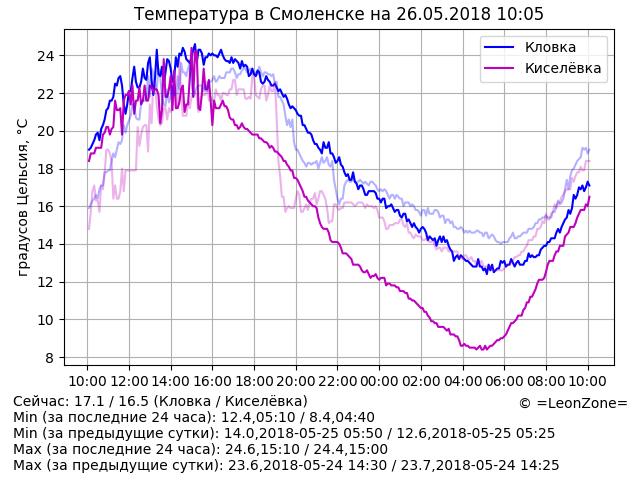 Температура в Смоленске на 26.05.2018 10:05
Кловка
Киселёвка
градусов Цельсия, °C
24
22
20
18
16
14
12
10
8
10:00 12:00 14:00 16:00 18:00 20:00 22:00 00:00 02:00 04:00 06:00 08:00 10:00
Сейчас: 17.1 / 16.5 (Кловка / Киселёвка)
© =LeonZone=
Min (за последние 24 часа): 12.4,05:10 / 8.4,04:40
Min (за предыдущие сутки): 14.0,2018-05-25 05:50 / 12.6,2018-05-25 05:25
Max (за последние 24 часа): 24.6,15:10 / 24.4,15:00
Max (за предыдущие сутки): 23.6,2018-05-24 14:30 / 23.7,2018-05-24 14:25